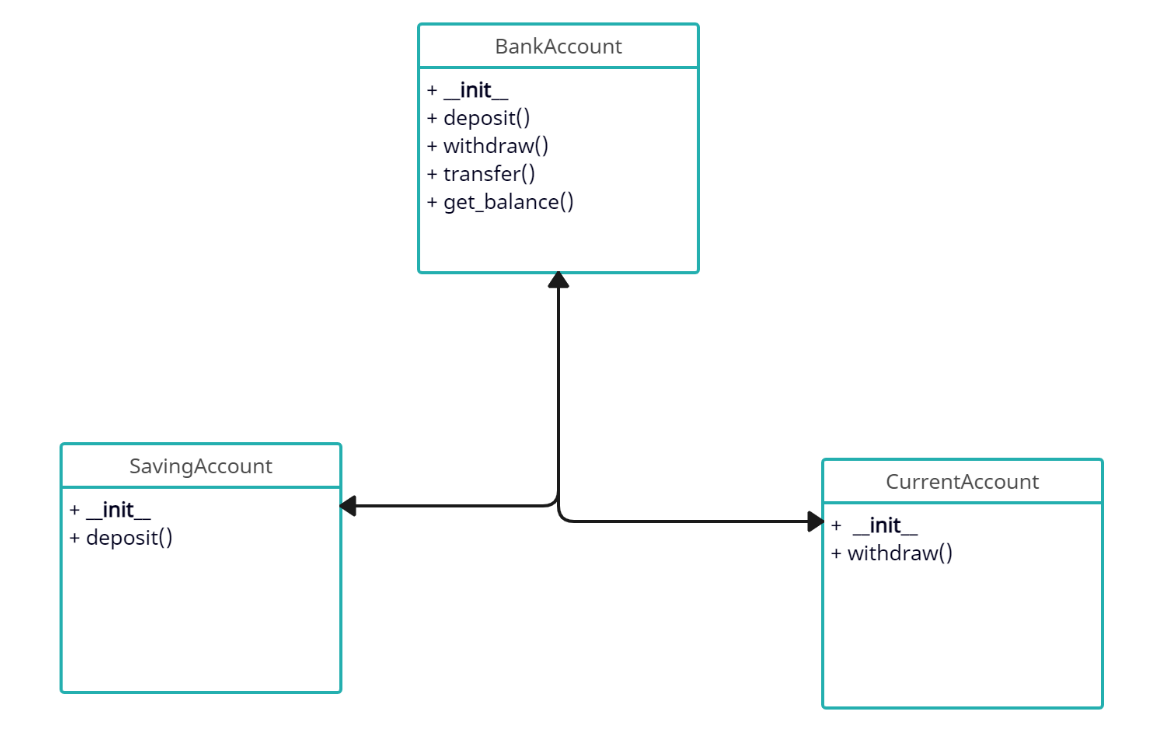 BankAccount
+ __init__
+ deposit()
+ withdraw()
+ transfer()
+ get_balance()
SavingAccount
+ __init__
+ deposit()
CurrentAccount
+ __init__
+ withdraw()